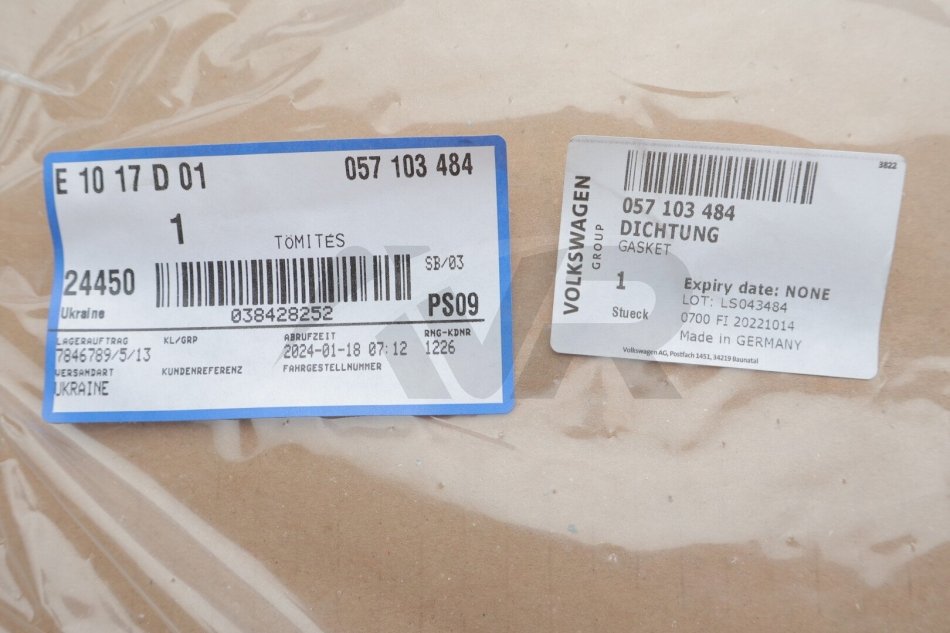 E 10 17 D 01
057 103 484
1
TÖMITÉS
24450
SB/03
Ukraine
038428252
PS09
LAGERAUFTRAG
KL/GRP
ABRUFZEIT
RNG-KDNR
7846789/5/13
2024-01-18 07:12
1226
VERSANDART
KUNDENREFERENZ
FAHRGESTELLNUMMER
UKRAINE
VOLKSWAGEN
GROUP
3822
057 103 484
DICHTUNG
GASKET
1
Stueck
Expiry date: NONE
LOT: LS043484
0700 FI 20221014
Made in GERMANY
Volkswagen AG, Postfach 1451, 34219 Baunatal